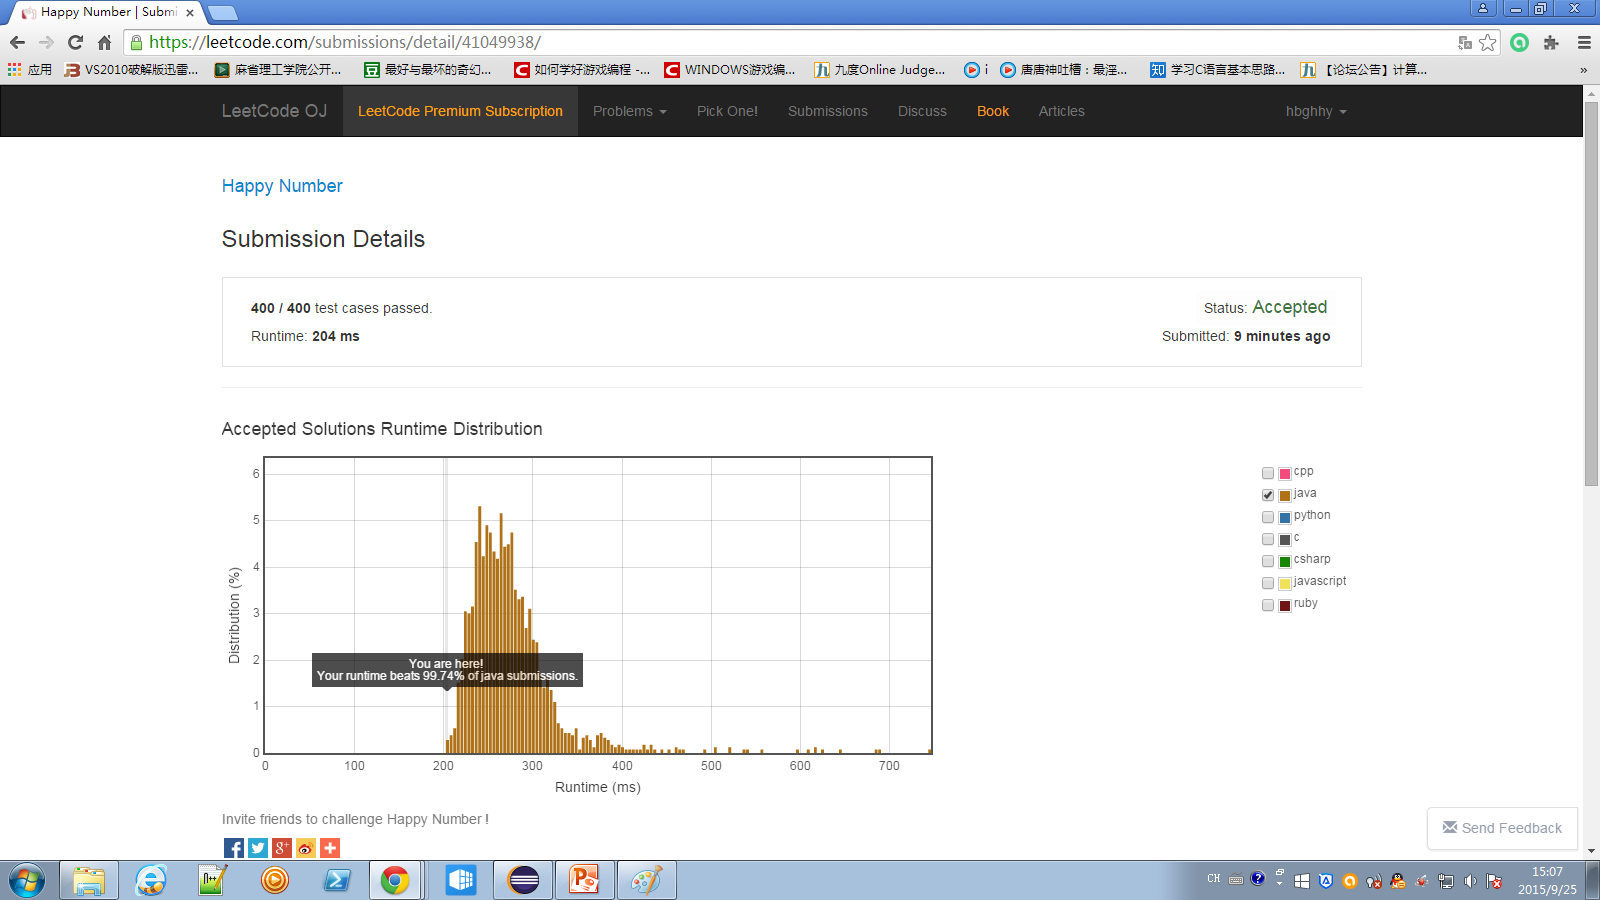 Happy Number | Submi
https://leetcode.com/submissions/detail/41049938/
应用
VS2010破解版迅雷...
麻省理工学院公开...
最好与最坏的奇幻...
如何学好游戏编程 -...
WINDOWS游戏编...
九度Online Judge...
i
唐唐神吐槽：最淫...
学习C语言基本思路...
【论坛公告】计算...
»
LeetCode OJ
LeetCode Premium Subscription
Problems
Pick One!
Submissions
Discuss
Book
Articles
hbghhy
Happy Number
Submission Details
400 / 400 test cases passed.
Status: Accepted
Runtime: 204 ms
Submitted: 9 minutes ago
Accepted Solutions Runtime Distribution
6
5
4
3
2
1
0
Distribution (%)
You are here!
Your runtime beats 99.74% of java submissions.
0
100
200
300
400
500
600
700
Runtime (ms)
cpp
java
python
c
csharp
javascript
ruby
Invite friends to challenge Happy Number !
Send Feedback
CH
15:07
2015/9/25